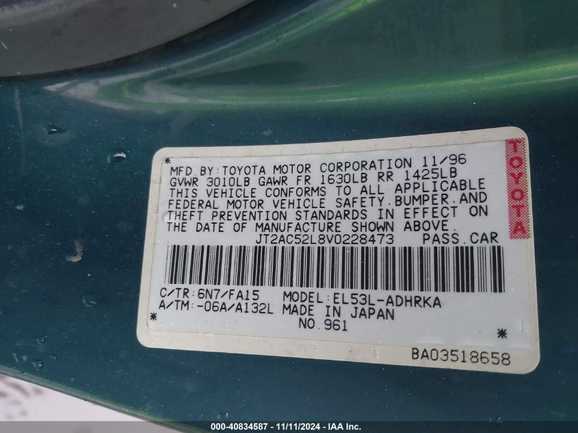 MFD.BY:TOYOTA MOTOR CORPORATION 11/96
GVWR 3010LB GAWR FR 1630LB RR 1425LB
THIS VEHICLE CONFORMS TO ALL APPLICABLE
FEDERAL MOTOR VEHICLE SAFETY,BUMPER,AND
THEFT PREVENTION STANDARDS IN EFFECT ON
THE DATE OF MANUFACTURE SHOWN ABOVE.
JT2AC52L8V0228473 PASS.CAR
TOYOTA
C/TR:6N7/FA15 MODEL:EL53L-ADHRKA
A/TM:-06A/A132L MADE IN JAPAN
NO.961
* * *
BA03518658
000-40834587 - 11/11/2024 - IAA Inc.